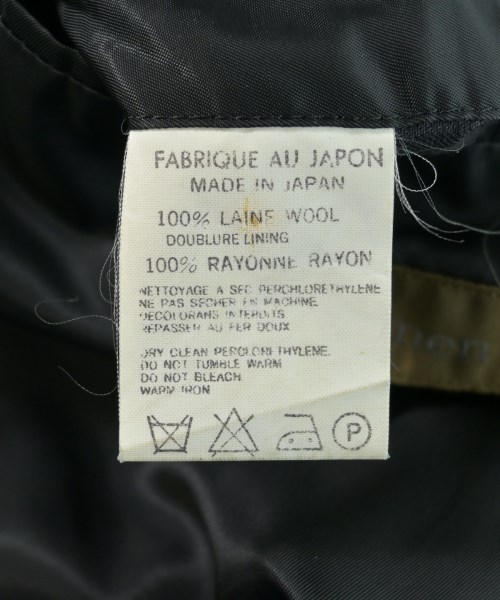 FABRIQUE AU JAPON
MADE IN JAPAN
100% LAINE WOOL
DOUBLURE LINING
100% RAYONNE RAYON
NETTOYAGE A SEC PERCHLORETHYLENE
NE PAS SECHER EN MACHINE
DECOLORANS INTERDITS
REPASSER AU FER DOUX
DRY CLEAN PERCLORETHYLENE.
DO NOT TUMBLE WARM
DO NOT BLEACH
WARM IRON
P